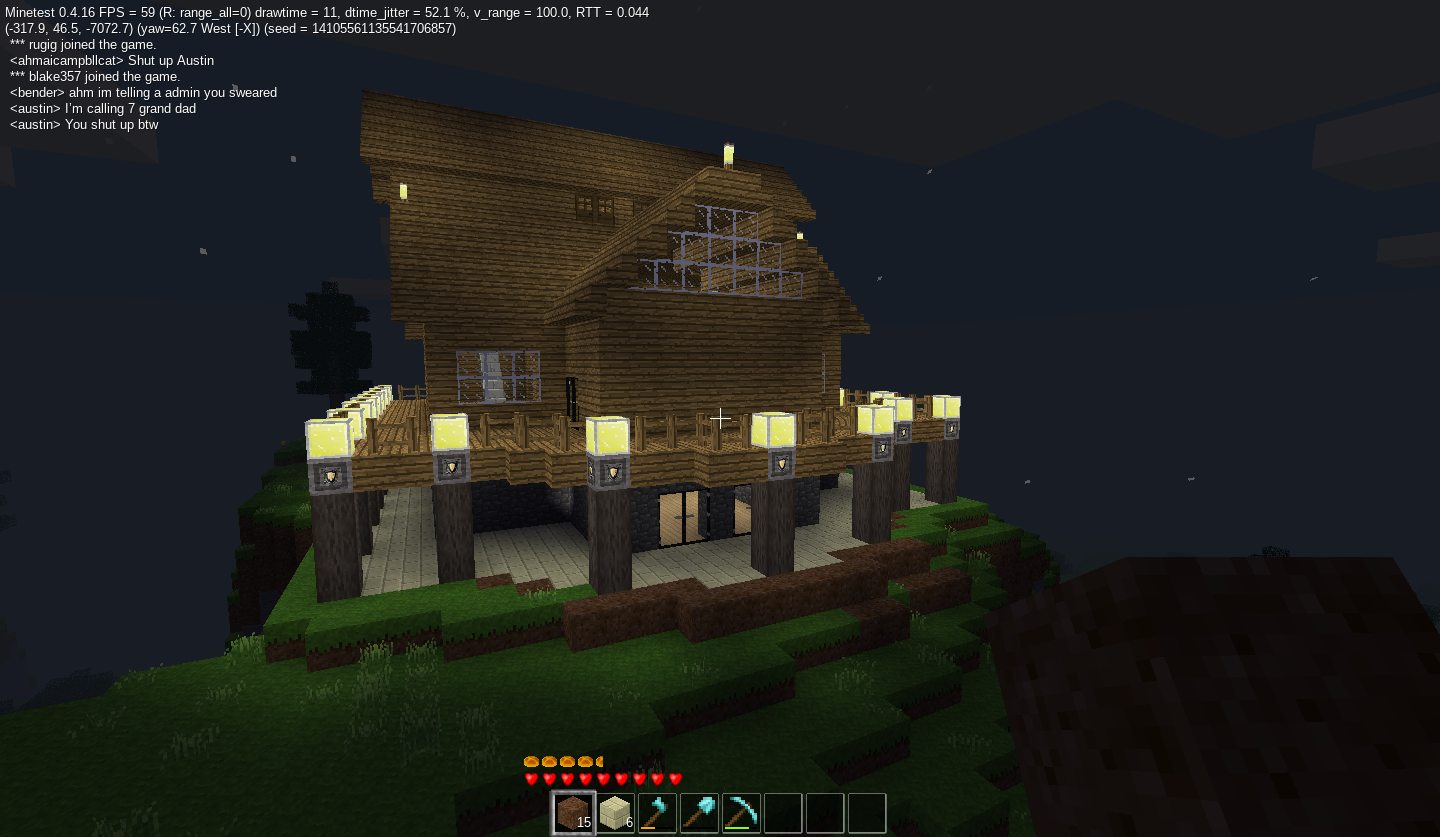 Minetest 0.4.16 FPS = 59 (R: range_all=0) drawtime = 11, dtime_jitter = 52.1 %, v_range = 100.0, RTT = 0.044
(-317.9, 46.5, -7072.7) (yaw=62.7 West [-X]) (seed = 14105561135541706857)
*** rugig joined the game.
<ahmaicampbllcat> Shut up Austin
*** blake357 joined the game.
<bender> ahm im telling a admin you sweared
<austin> I'm calling 7 grand dad
<austin> You shut up btw
15 6